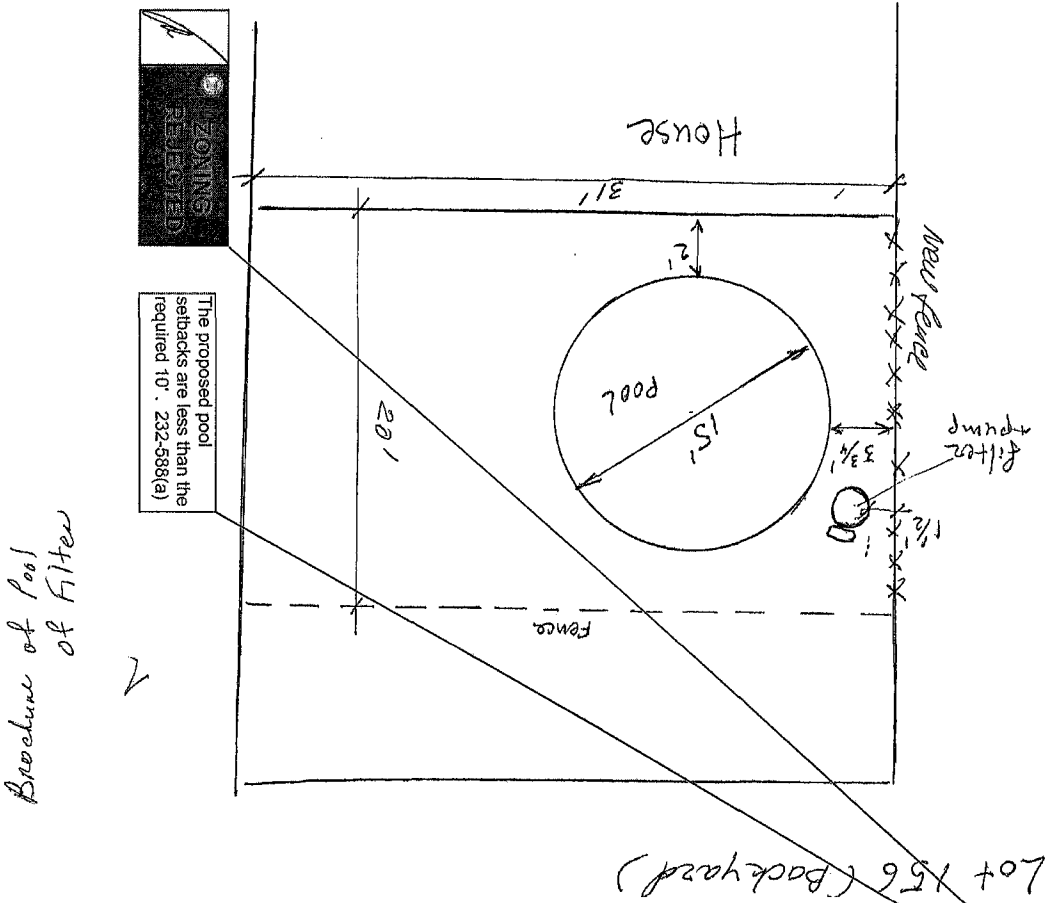 Lot 156 (Backyard)
House
31'
New fence
2'
POOL
15'
3 3/4'
filter
+pump
1 1/2'
20'
Fence
ZONING
REJECTED
The proposed pool
setbacks are less than the
required 10'. 232-588(a)
Brochure of Pool
of Filter